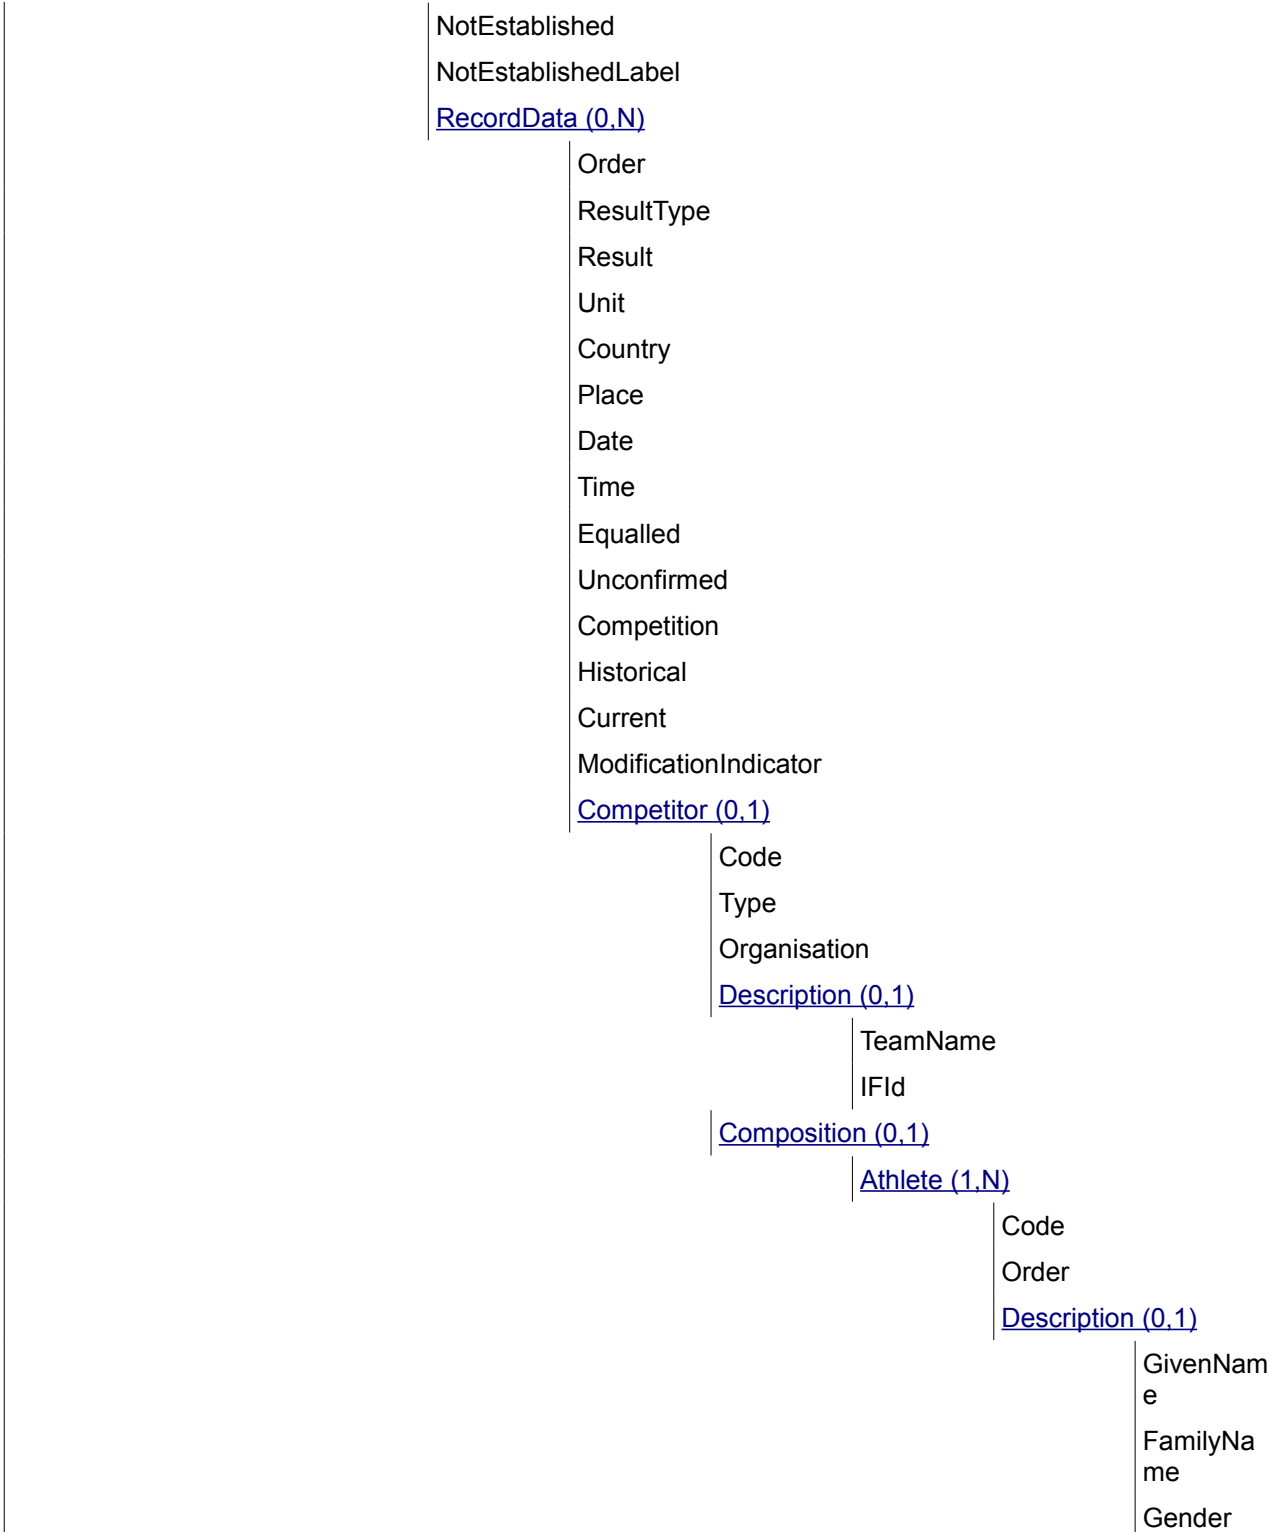 NotEstablished
NotEstablishedLabel
RecordData (0,N)
Order
ResultType
Result
Unit
Country
Place
Date
Time
Equalled
Unconfirmed
Competition
Historical
Current
ModificationIndicator
Competitor (0,1)
Code
Type
Organisation
Description (0,1)
TeamName
IFId
Composition (0,1)
Athlete (1,N)
Code
Order
Description (0,1)
GivenNam
e
FamilyNa
me
Gender